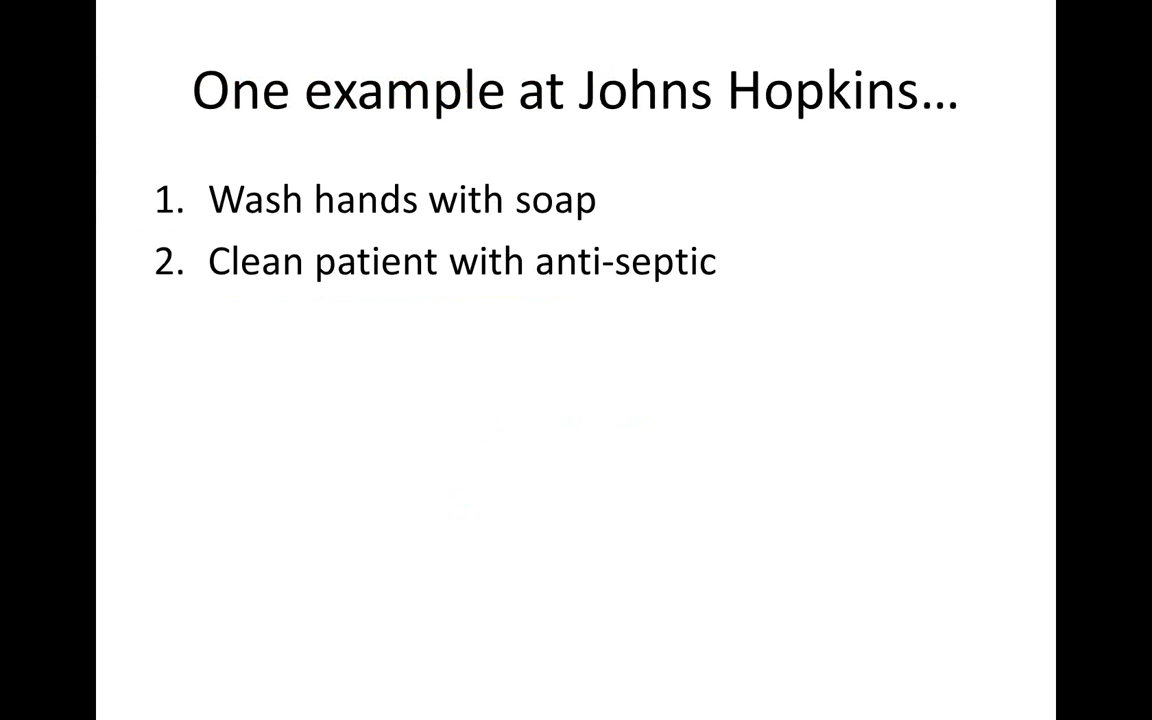 One example at Johns Hopkins...
1. Wash hands with soap
2. Clean patient with anti-septic